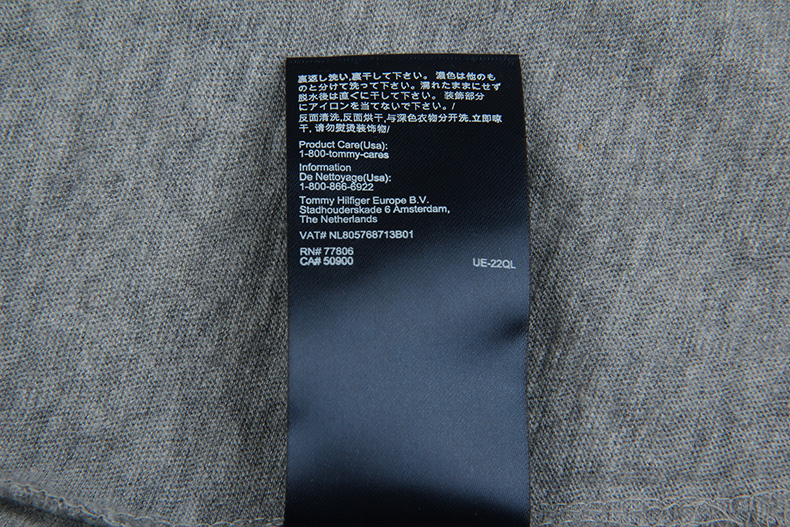 裏返し洗い,裏干して下さい。 濃色は他のも
のと分けて洗って下さい。濡れたままにせず
脱水後は直ぐに干して下さい。 装飾部分
にアイロンを当てないで下さい。/
反面清洗,反面烘干,与深色衣物分开洗,立即晾
干, 请勿熨烫装饰物/
Product Care(Usa):
1-800-tommy-cares
Information
De Nettoyage(Usa):
1-800-866-6922
Tommy Hilfiger Europe B.V.
Stadhouderskade 6 Amsterdam,
The Netherlands
VAT# NL805768713B01
RN# 77806
CA# 50900
UE-22QL